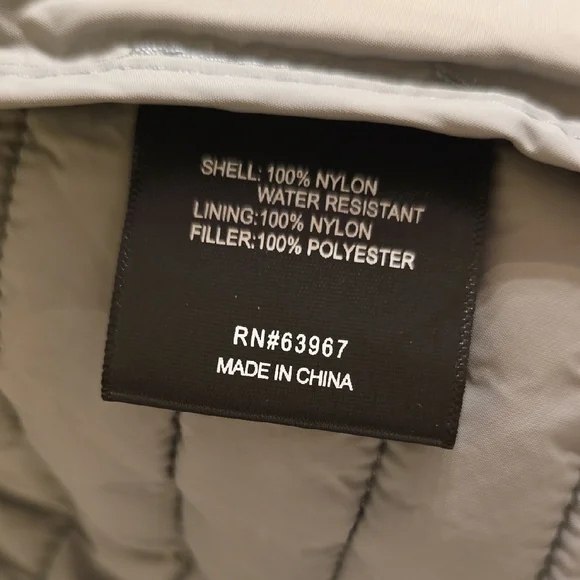 SHELL: 100% NYLON
WATER RESISTANT
LINING:100% NYLON
FILLER:100% POLYESTER
RN#63967
MADE IN CHINA